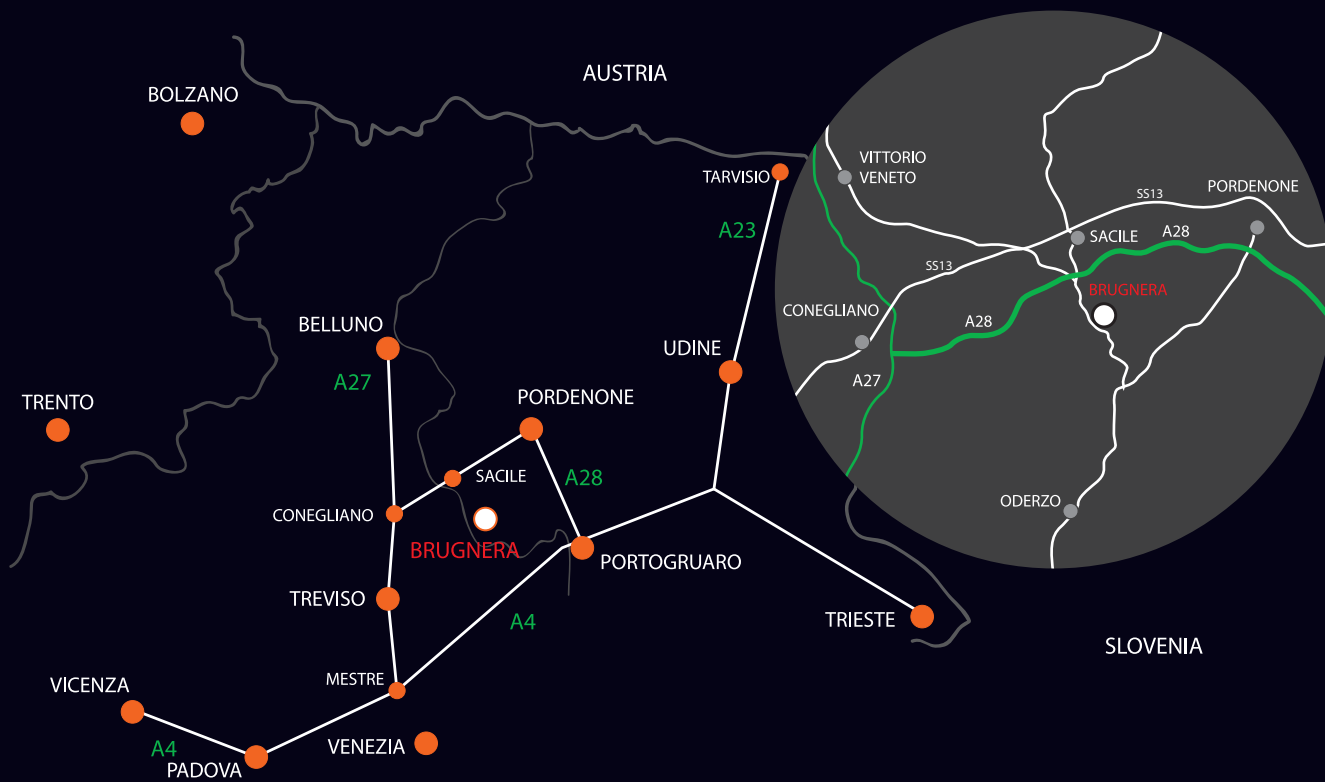 AUSTRIA
BOLZANO
TARVISIO
A23
BELLUNO
A27
UDINE
TRENTO
PORDENONE
SACILE
A28
CONEGLIANO
BRUGNERA
PORTOGRUARO
TREVISO
A4
TRIESTE
SLOVENIA
MESTRE
VICENZA
A4
PADOVA
VENEZIA
VITTORIO
VENETO
SS13
PORDENONE
SACILE
A28
SS13
BRUGNERA
CONEGLIANO
A28
A27
ODERZO